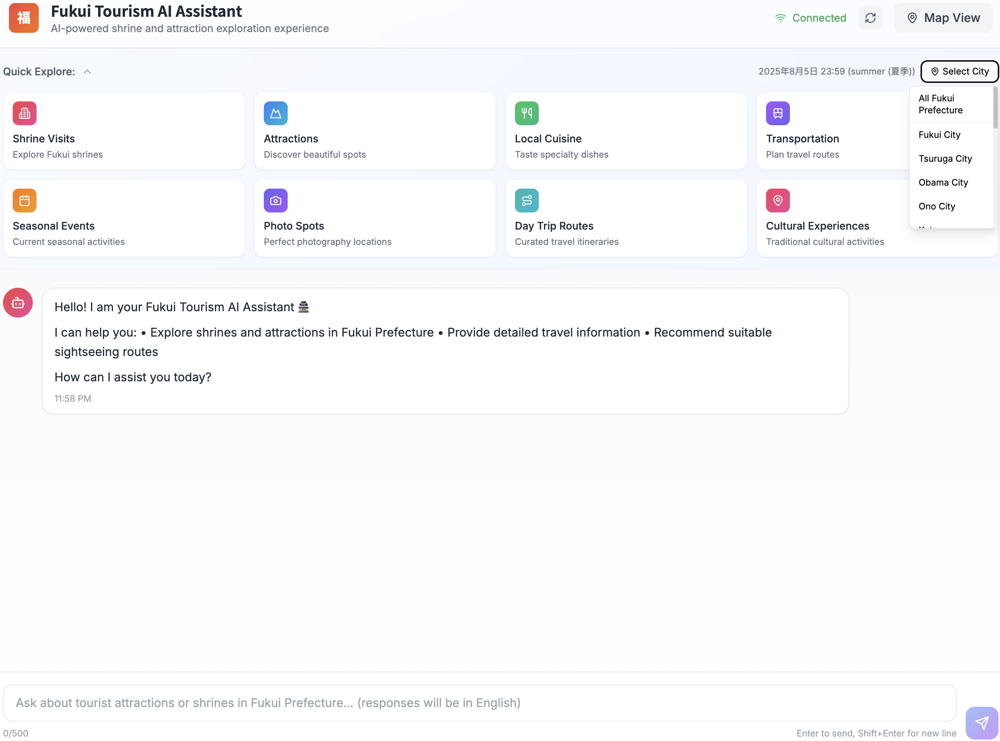 福
Fukui Tourism AI Assistant
AI-powered shrine and attraction exploration experience
Connected
Map View
Quick Explore:
2025年8月5日 23:59 (summer (夏季))
Select City
All Fukui
Prefecture
Fukui City
Tsuruga City
Obama City
Ono City
Shrine Visits
Explore Fukui shrines
Attractions
Discover beautiful spots
Local Cuisine
Taste specialty dishes
Transportation
Plan travel routes
Seasonal Events
Current seasonal activities
Photo Spots
Perfect photography locations
Day Trip Routes
Curated travel itineraries
Cultural Experiences
Traditional cultural activities
Hello! I am your Fukui Tourism AI Assistant 🏯
I can help you: • Explore shrines and attractions in Fukui Prefecture • Provide detailed travel information • Recommend suitable
sightseeing routes
How can I assist you today?
11:58 PM
Ask about tourist attractions or shrines in Fukui Prefecture... (responses will be in English)
0/500
Enter to send, Shift+Enter for new line